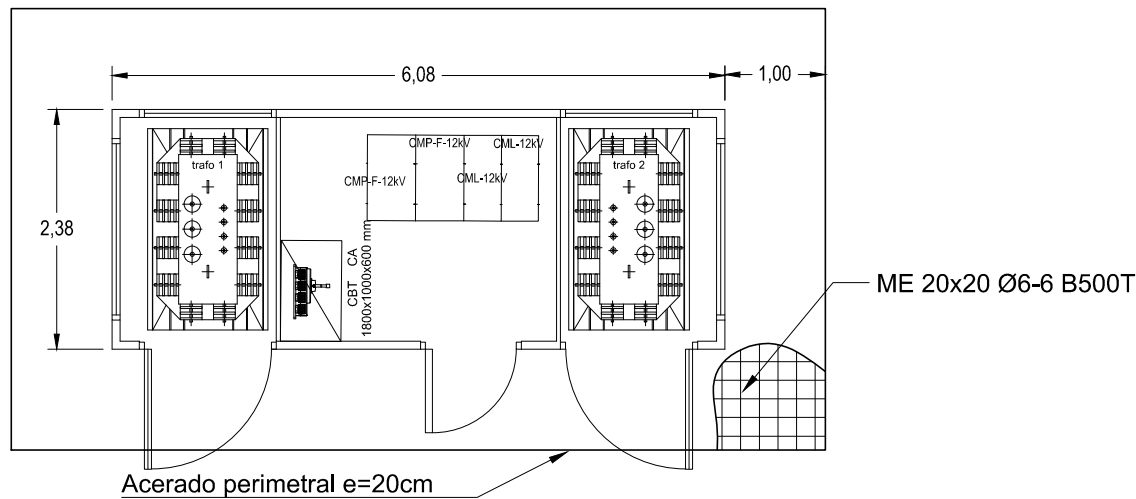 6,08
1,00
2,38
trafo 1
CMP-F-12kV
CML-12kV
CMP-F-12kV
CML-12kV
trafo 2
CBT CA
1800x1000x600 mm
ME 20x20 Ø6-6 B500T
Acerado perimetral e=20cm